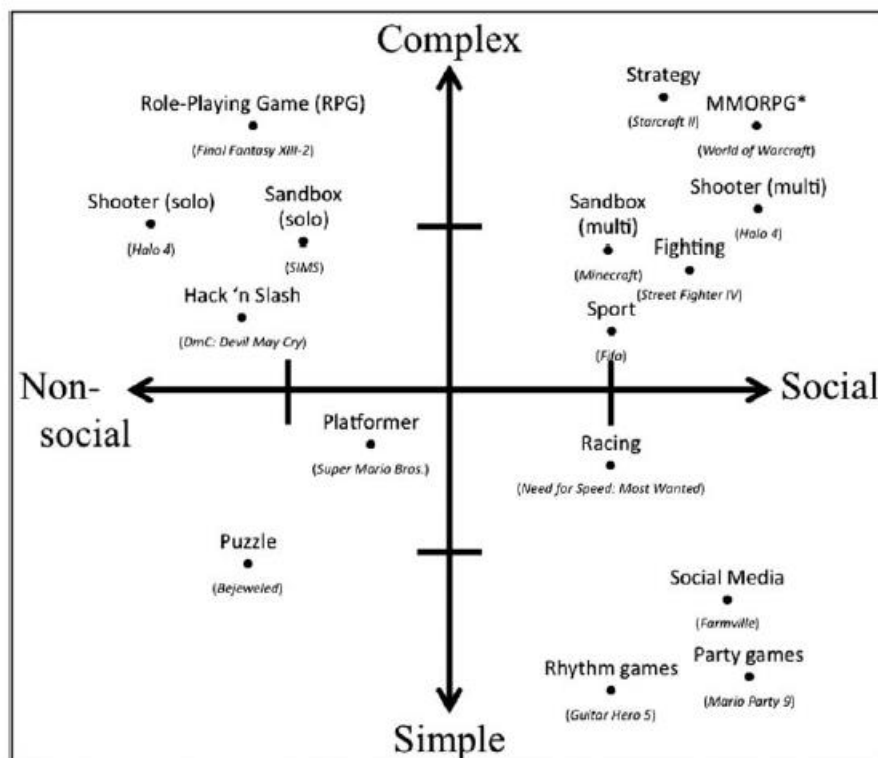 Complex
Strategy
(Starcraft II)
Role-Playing Game (RPG)
(Final Fantasy XIII-2)
MMORPG*
(World of Warcraft)
Shooter (solo)
(Halo 4)
Sandbox
(solo)
(SIMS)
Sandbox
(multi)
(Minecraft)
Shooter (multi)
(Halo 4)
Fighting
(Street Fighter IV)
Hack ‘n Slash
(DmC: Devil May Cry)
Sport
(Fifa)
Non-
social
Social
Platformer
(Super Mario Bros.)
Racing
(Need for Speed: Most Wanted)
Puzzle
(Bejeweled)
Social Media
(Farmville)
Rhythm games
(Guitar Hero 5)
Party games
(Mario Party 9)
Simple